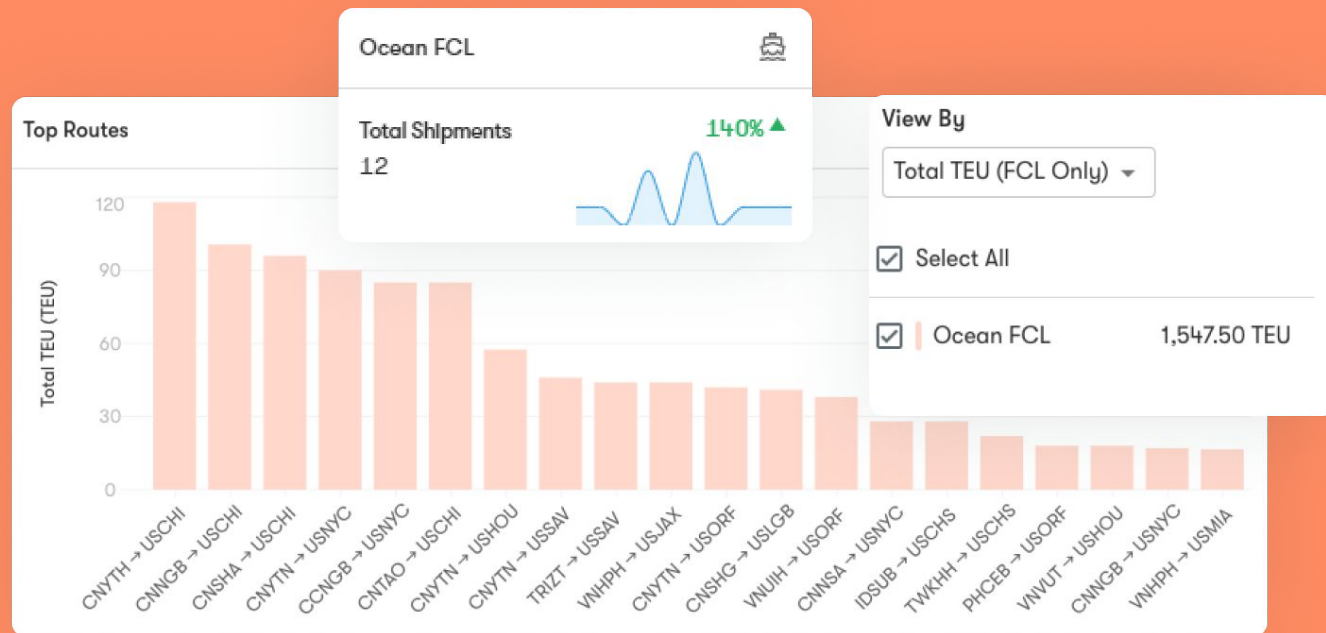 Ocean FCL
Total Shipments
140%
12
Top Routes
View By
Total TEU (FCL Only)
Select All
Ocean FCL 1,547.50 TEU
Total TEU (TEU)
120
90
60
30
0
CNYTH → USCHI
CNNGB → USCHI
CNSHA → USCHI
CNYTN → USNYC
CCNGB → USNYC
CNTAO → USCHI
CNYTN → USHOU
CNYTN → USSAV
TRIZT → USSAV
VNHPH → USJAX
CNYTN → USORF
CNSHG → USLGB
VNUIH → USORF
CNNSA → USNYC
IDSUB → USCHS
TWKHH → USCHS
PHCEB → USORF
VNVUT → USHOU
CNNGB → USNYC
VNHPH → USMIA